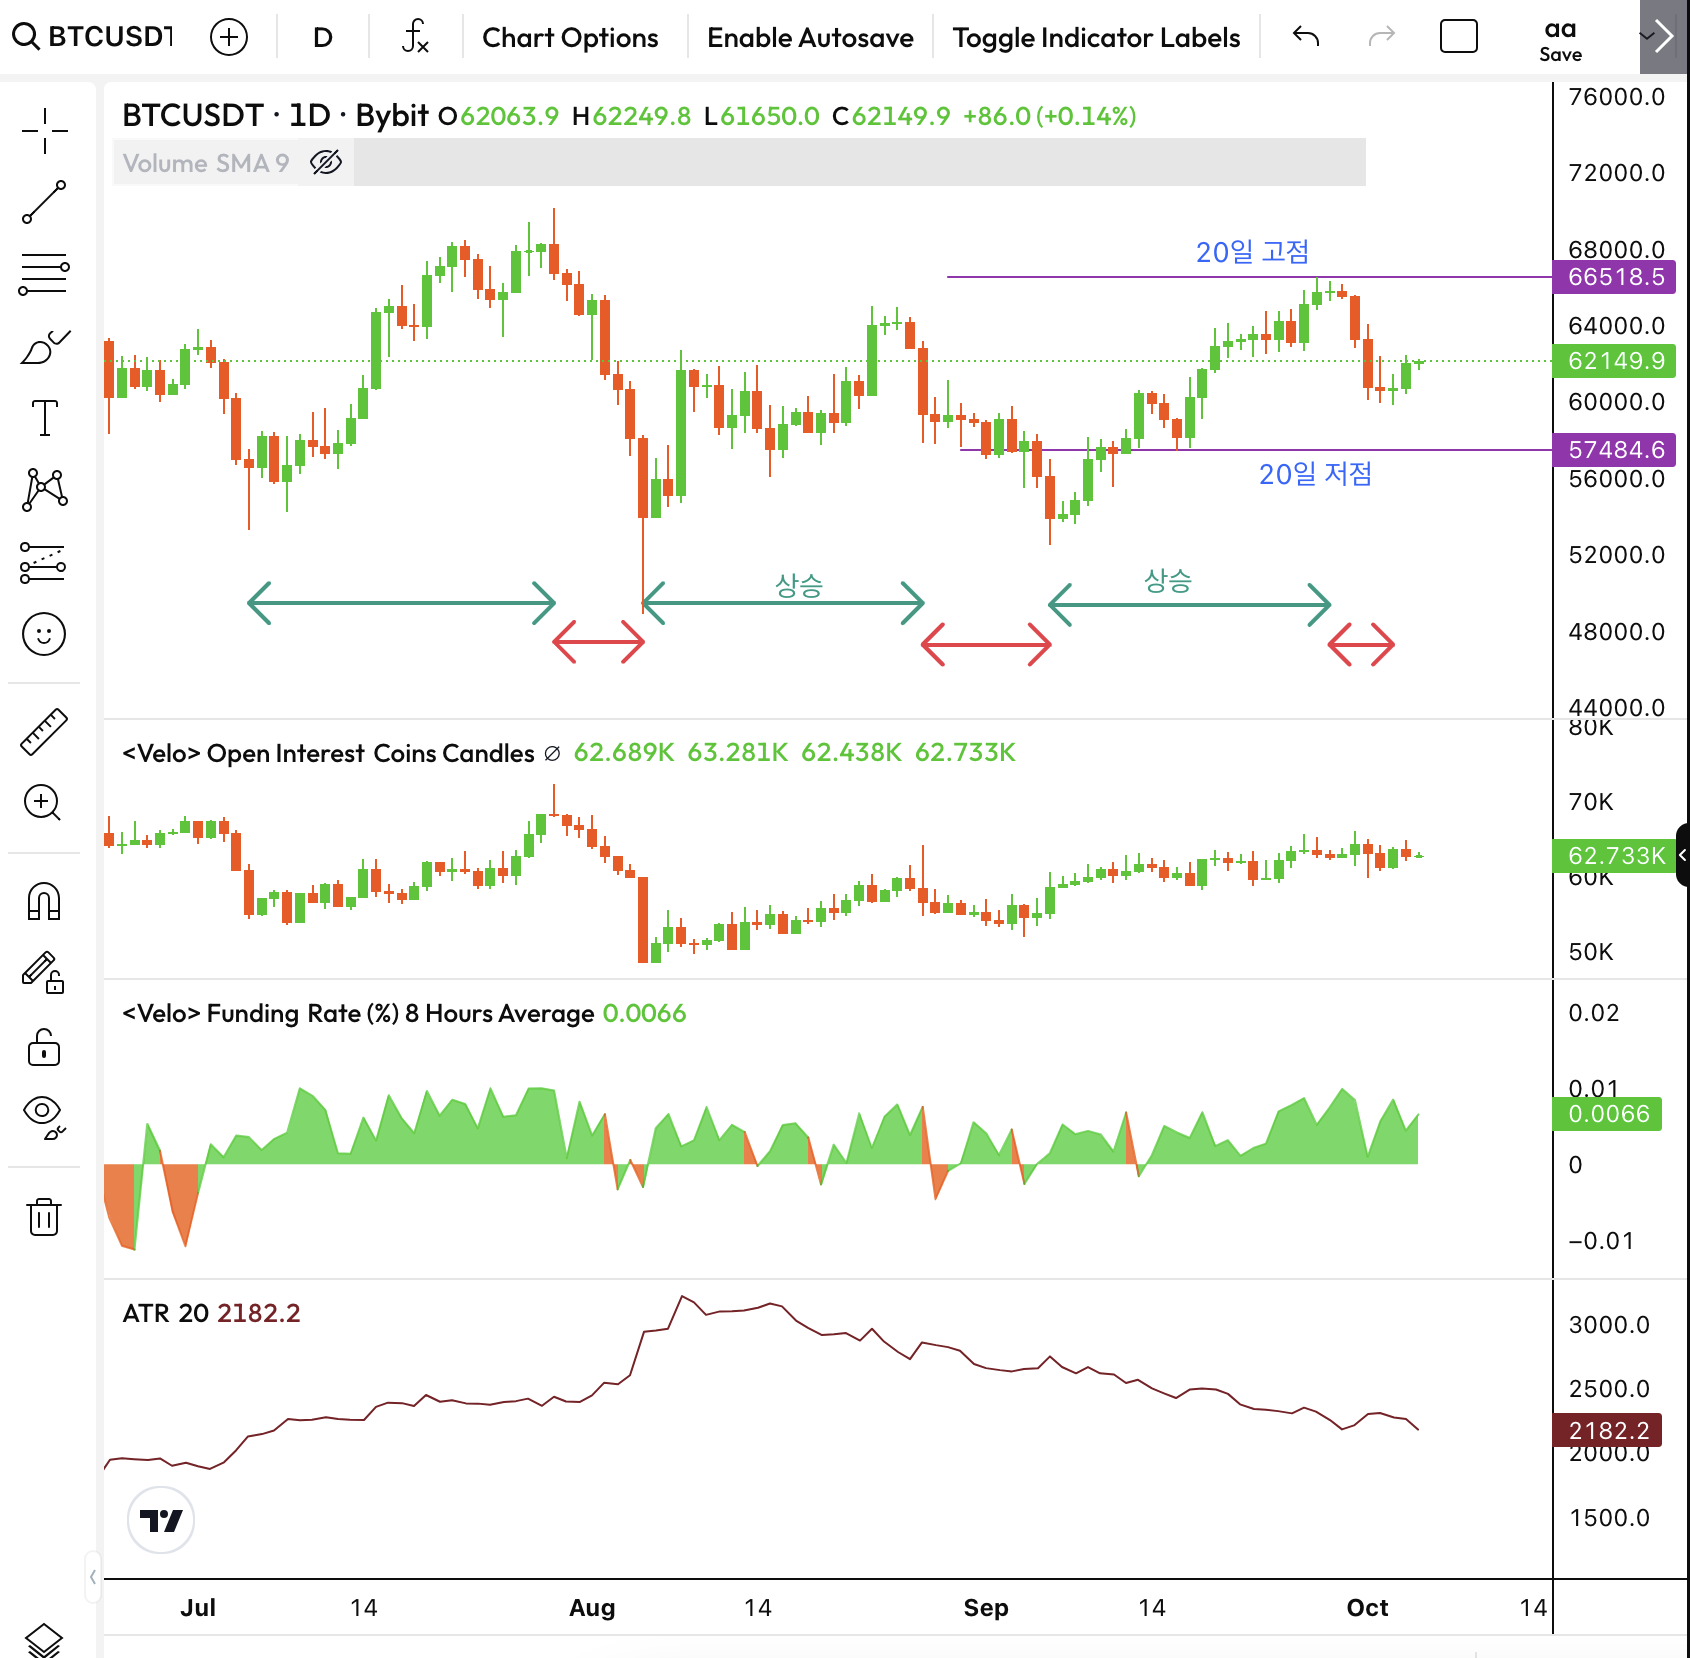 BTCUSDT D Chart Options Enable Autosave Toggle Indicator Labels aa
Save
BTCUSDT · 1D · Bybit O62063.9 H62249.8 L61650.0 C62149.9 +86.0 (+0.14%)
Volume SMA 9
76000.0
72000.0
68000.0
66518.5
64000.0
62149.9
60000.0
57484.6
56000.0
52000.0
48000.0
44000.0
20일 고점
20일 저점
상승
상승
<Velo> Open Interest Coins Candles ∅ 62.689K 63.281K 62.438K 62.733K
80K
70K
62.733K
60K
50K
<Velo> Funding Rate (%) 8 Hours Average 0.0066
0.02
0.01
0.0066
0
−0.01
ATR 20 2182.2
3000.0
2500.0
2182.2
2000.0
1500.0
Jul 14 Aug 14 Sep 14 Oct 14